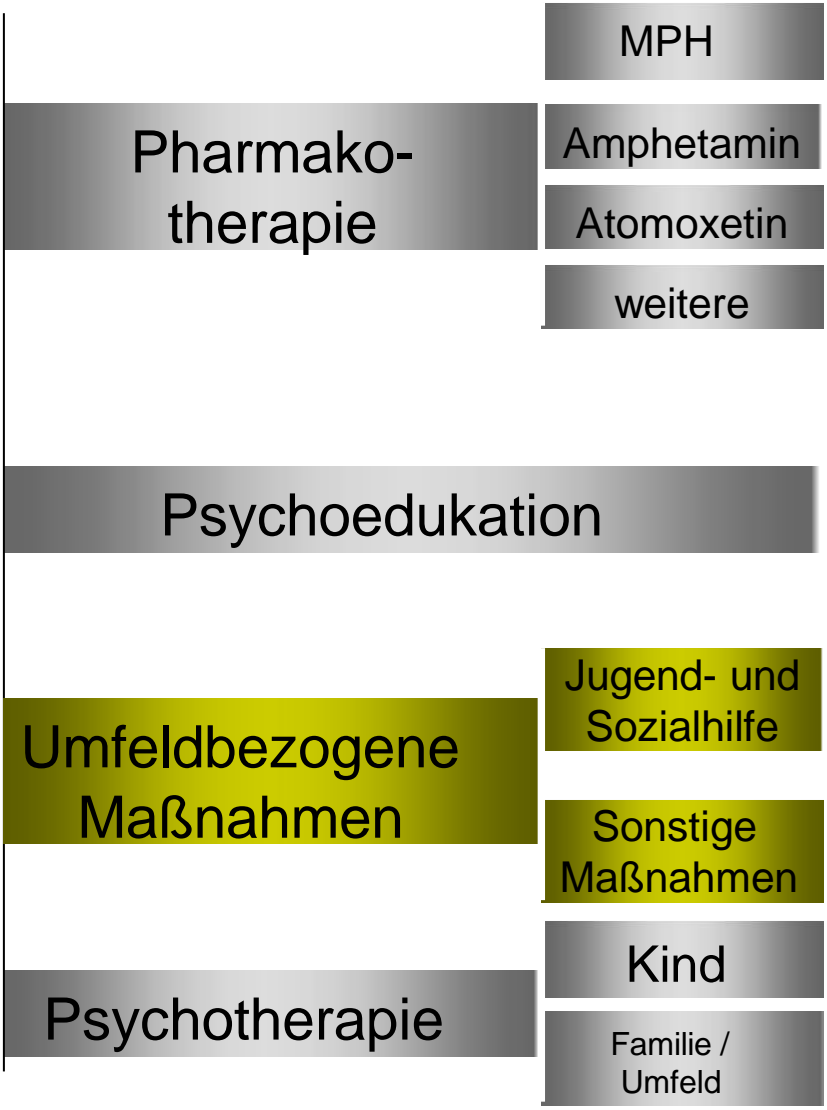 MPH
Pharmako-
therapie
Amphetamin
Atomoxetin
weitere
Psychoedukation
Umfeldbezogene
Maßnahmen
Jugend- und
Sozialhilfe
Sonstige
Maßnahmen
Psychotherapie
Kind
Familie /
Umfeld